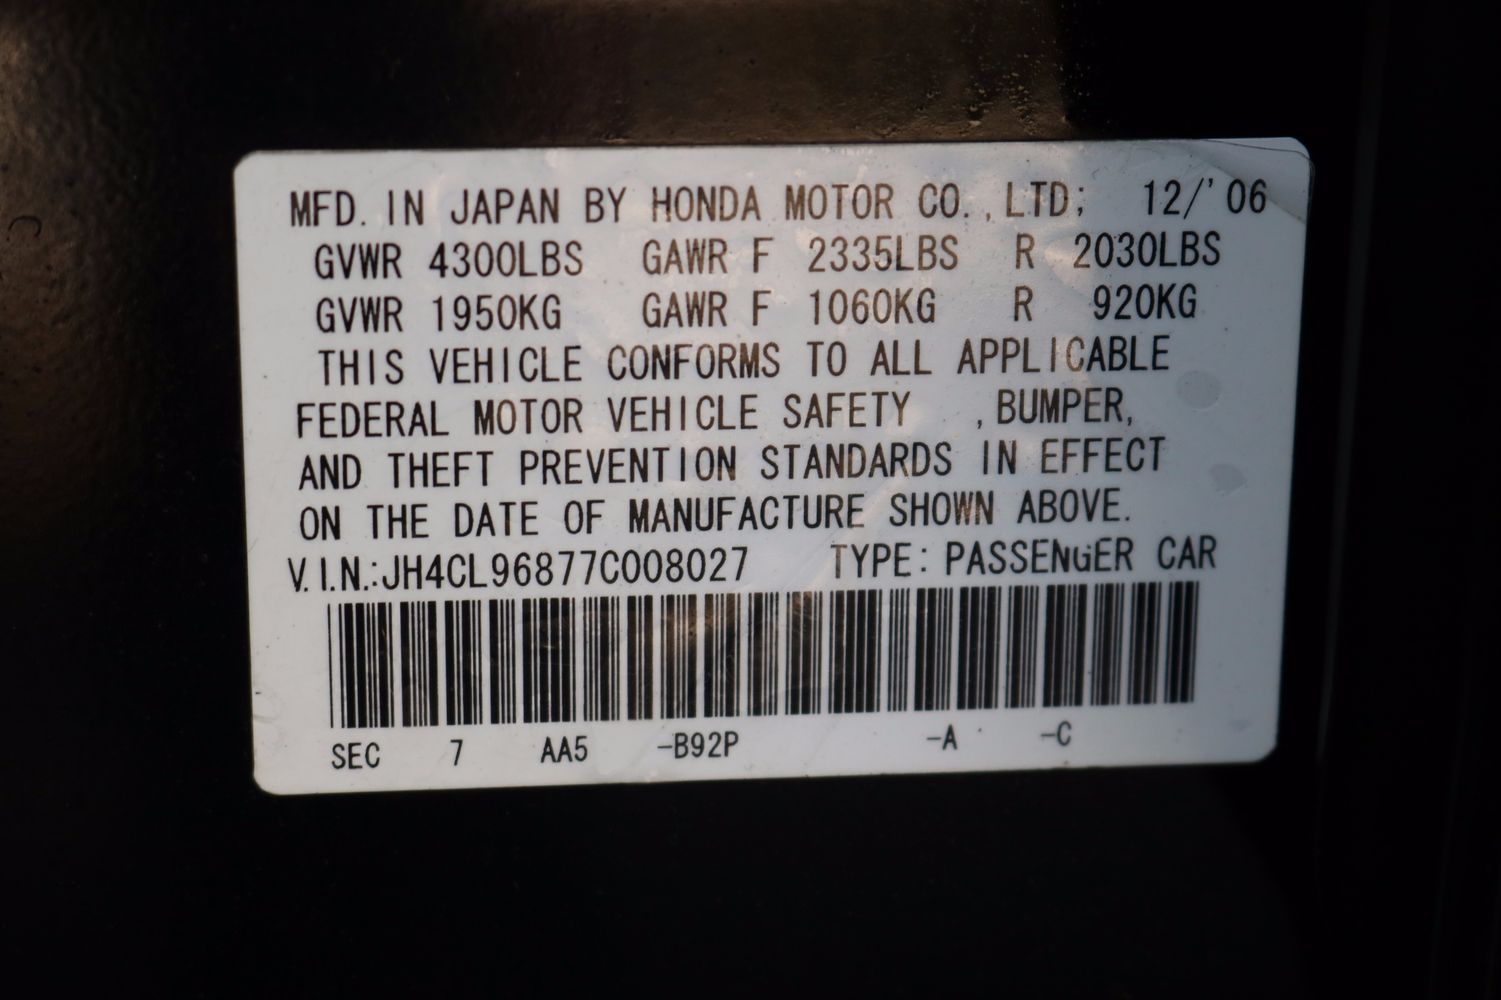 MFD. IN JAPAN BY HONDA MOTOR CO., LTD; 12/'06
GVWR 4300LBS GAWR F 2335LBS R 2030LBS
GVWR 1950KG GAWR F 1060KG R 920KG
THIS VEHICLE CONFORMS TO ALL APPLICABLE
FEDERAL MOTOR VEHICLE SAFETY , BUMPER,
AND THEFT PREVENTION STANDARDS IN EFFECT
ON THE DATE OF MANUFACTURE SHOWN ABOVE.
V.I.N.:JH4CL96877C008027 TYPE: PASSENGER CAR
SEC 7 AA5 -B92P -A -C